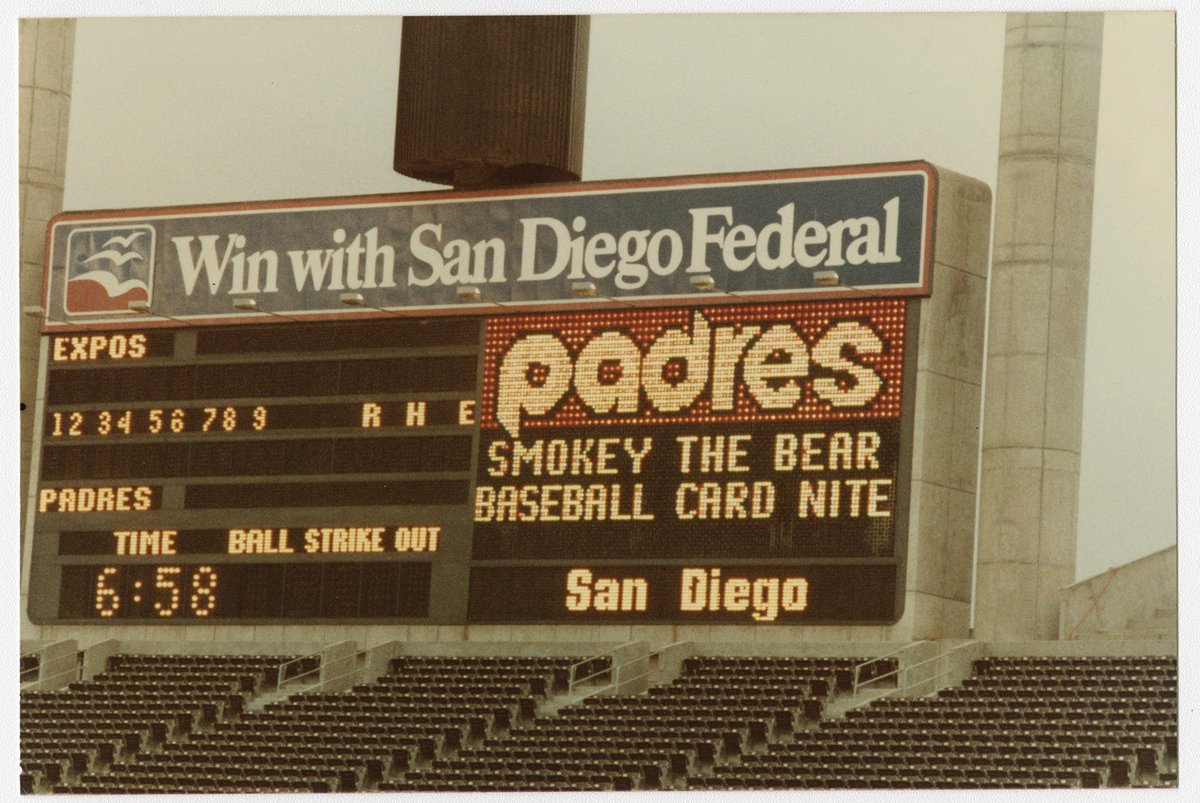 Win with San Diego Federal
EXPOS
1 2 3 4 5 6 7 8 9 R H E
PADRES
TIME BALL STRIKE OUT
6:58
padres
SMOKEY THE BEAR
BASEBALL CARD NITE
San Diego